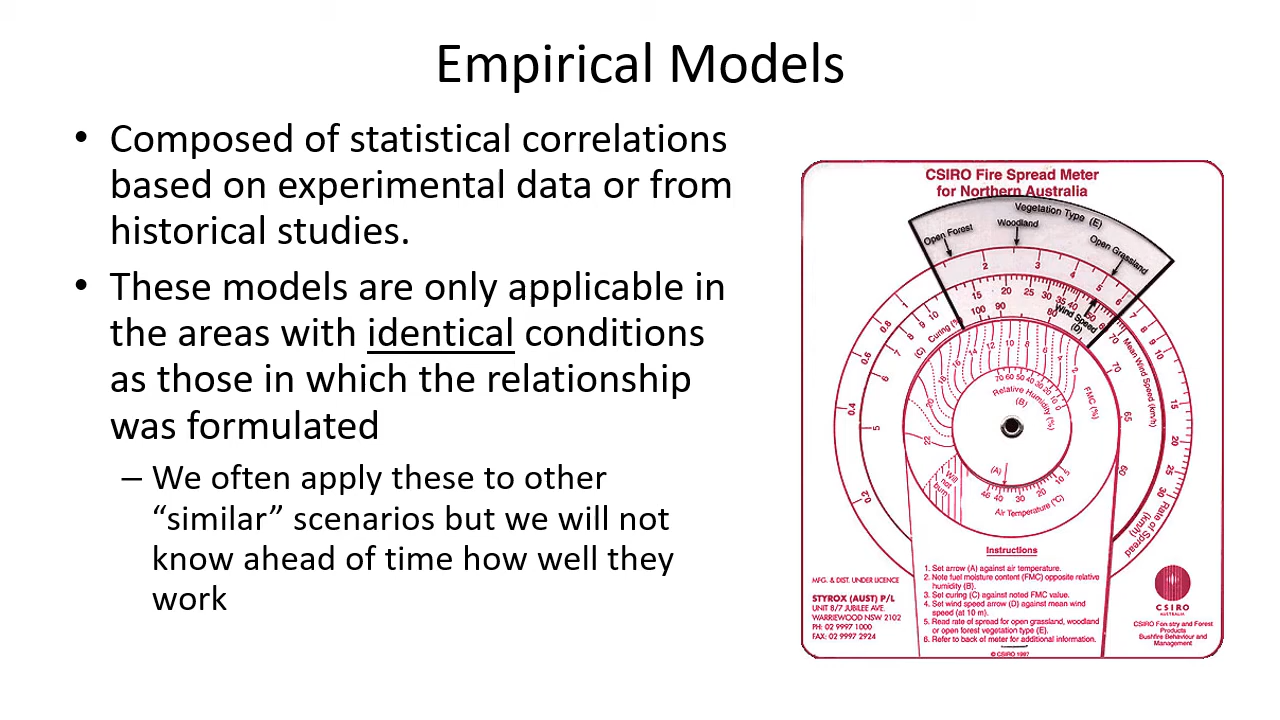 Empirical Models
• Composed of statistical correlations
based on experimental data or from
historical studies.
• These models are only applicable in
the areas with identical conditions
as those in which the relationship
was formulated
– We often apply these to other
“similar” scenarios but we will not
know ahead of time how well they
work
CSIRO Fire Spread Meter
for Northern Australia
Vegetation Type (E)
Open Forest
Woodland
Open Grassland
Wind Speed
(D)
(C) Curing (%)
Mean Wind Speed (km/h)
Rate of Spread
(km/h)
FMC (%)
Relative Humidity (%)
(B)
Will
not
burn
(A)
Air Temperature (°C)
Instructions
1. Set arrow (A) against air temperature.
2. Note fuel moisture content (FMC) opposite relative
humidity (B).
3. Set curing (C) against noted FMC value.
4. Set wind speed arrow (D) against mean wind
speed (at 10 m).
5. Read rate of spread for open grassland, woodland
or open forest vegetation type (E).
6. Refer to back of meter for additional information.
© CSIRO 1997
MFG. & DIST. UNDER LICENCE
STYROX (AUST) P/L
UNIT 8/7 JUBILEE AVE.
WARRIEWOOD NSW 2102
PH: 02 9997 1000
FAX: 02 9997 2924
CSIRO
AUSTRALIA
CSIRO Forestry and Forest
Products
Bushfire Behaviour and
Management